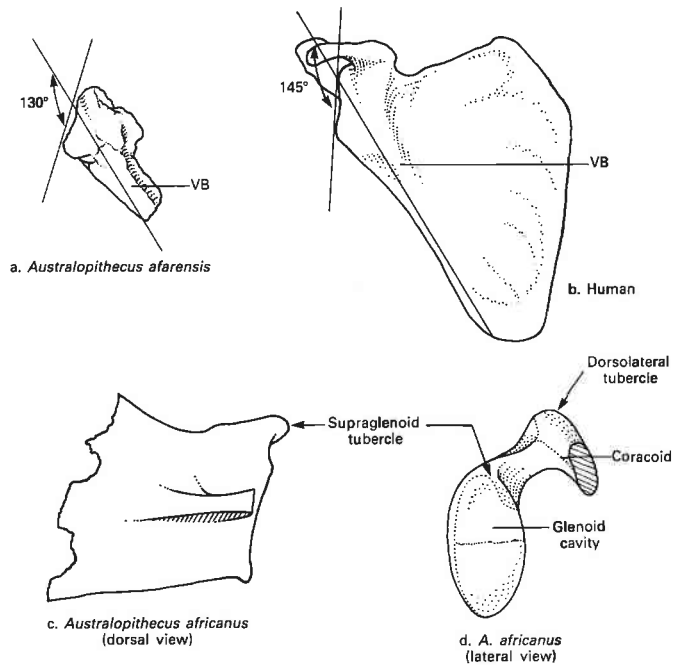 130°
VB
a. Australopithecus afarensis
145°
VB
b. Human
Supraglenoid
tubercle
c. Australopithecus africanus
(dorsal view)
Dorsolateral
tubercle
Coracoid
Glenoid
cavity
d. A. africanus
(lateral view)